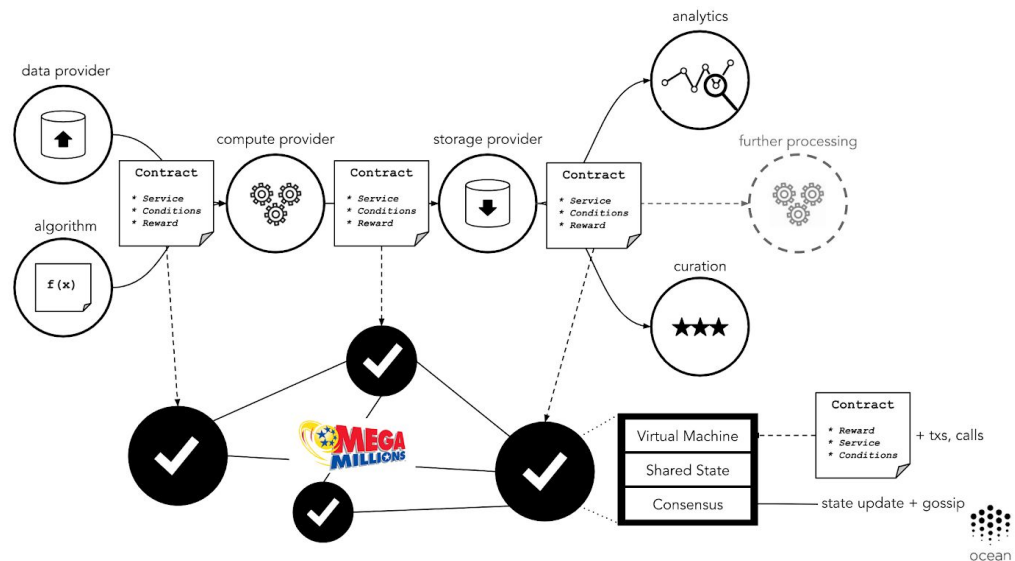 analytics
data provider
compute provider
storage provider
further processing
Contract
* Service
* Conditions
* Reward
Contract
* Service
* Conditions
* Reward
Contract
* Service
* Conditions
* Reward
algorithm
f(x)
curation
MEGA
MILLIONS
Virtual Machine
Shared State
Consensus
Contract
* Reward
* Service
* Conditions
+ txs, calls
state update + gossip
ocean